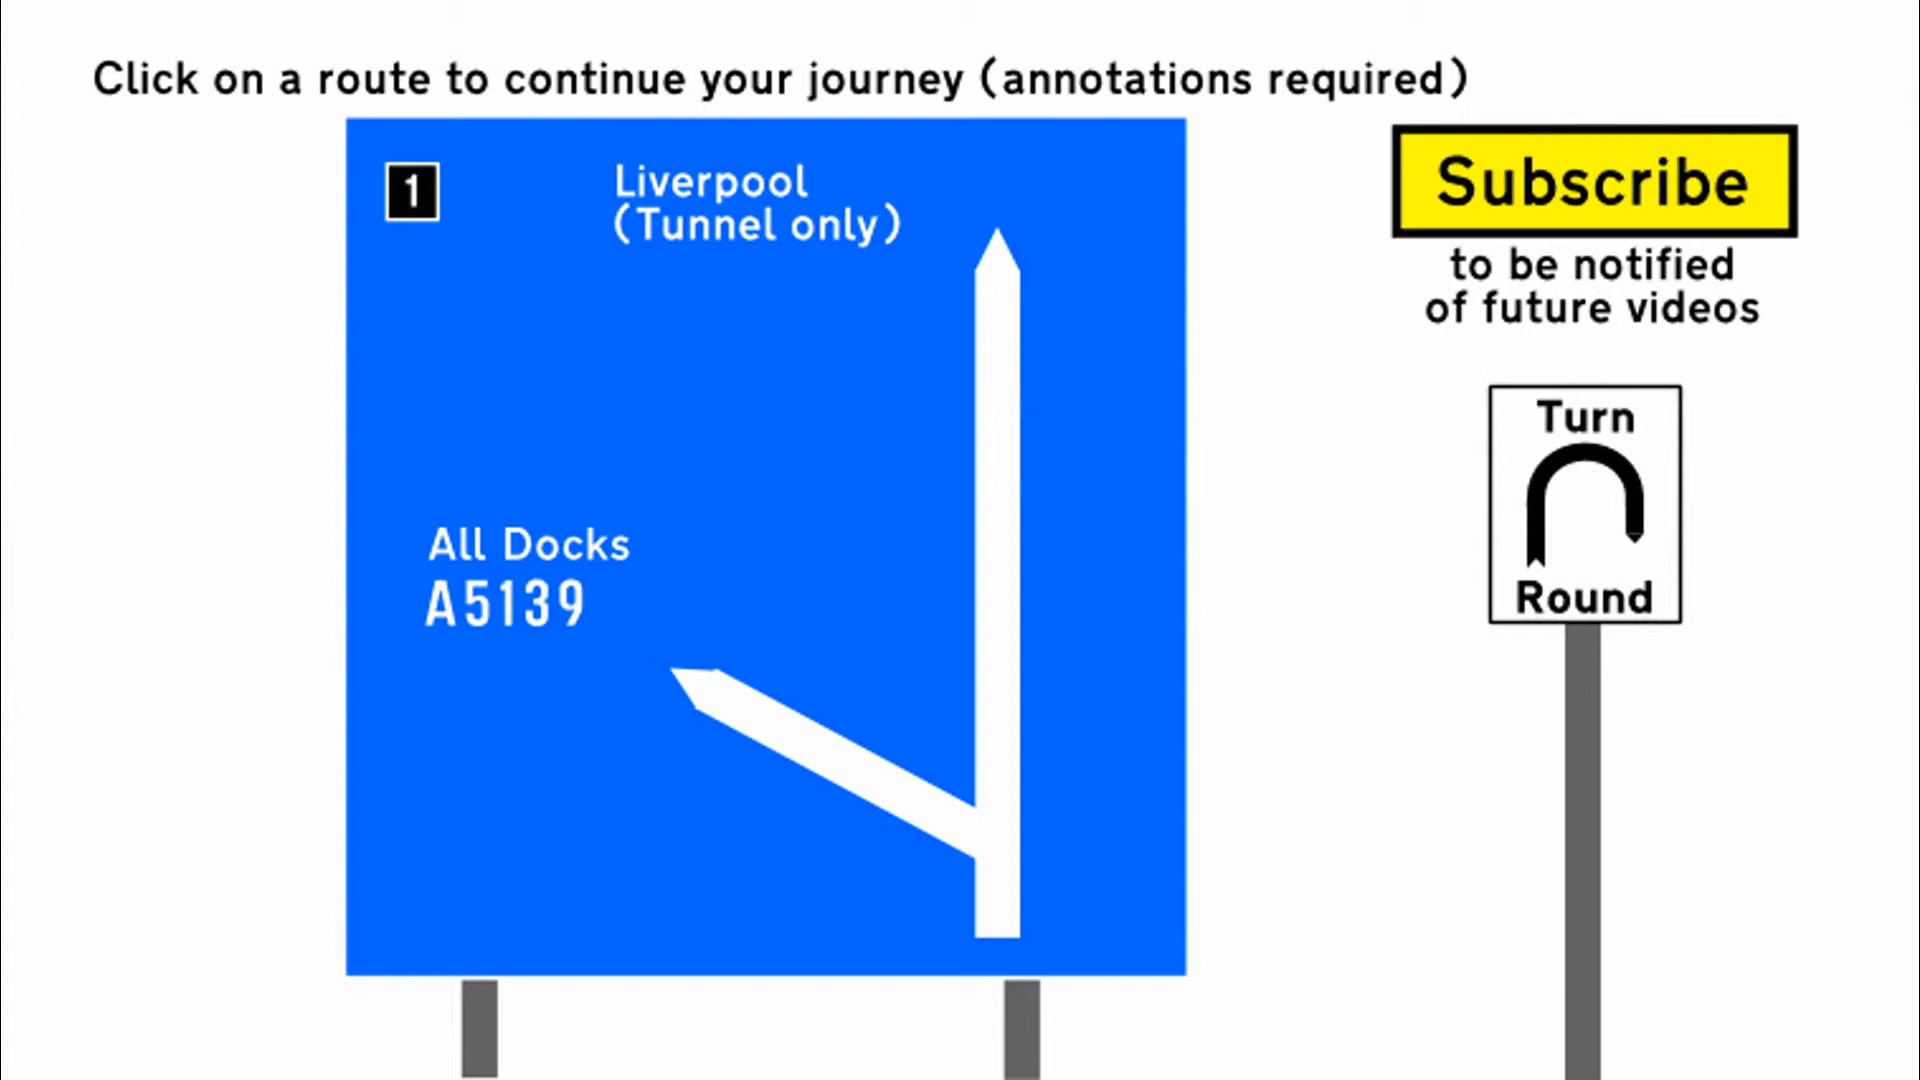 Click on a route to continue your journey (annotations required)
1
Liverpool
(Tunnel only)
All Docks
A5139
Subscribe
to be notified
of future videos
Turn
Round